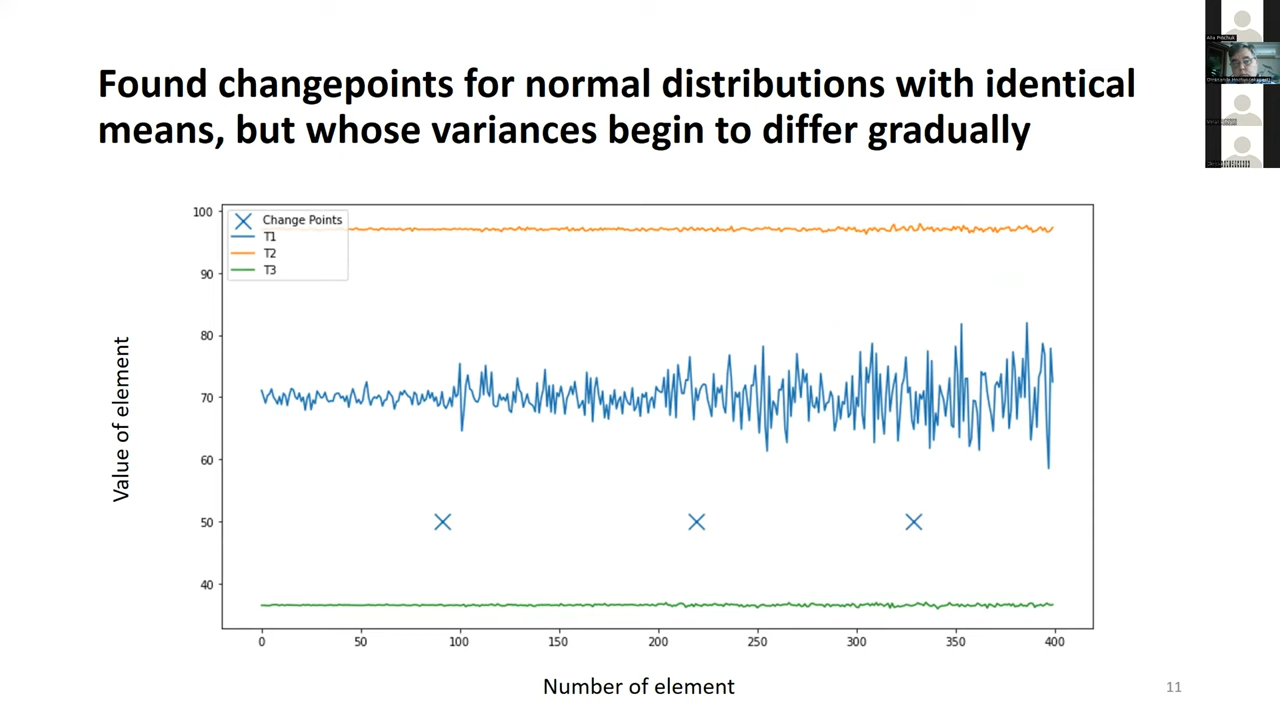 Found changepoints for normal distributions with identical
means, but whose variances begin to differ gradually
Alla Pinchuk
Change Points
T1
T2
T3
100
90
80
70
60
50
40
Value of element
0
50
100
150
200
250
300
350
400
Number of element
11